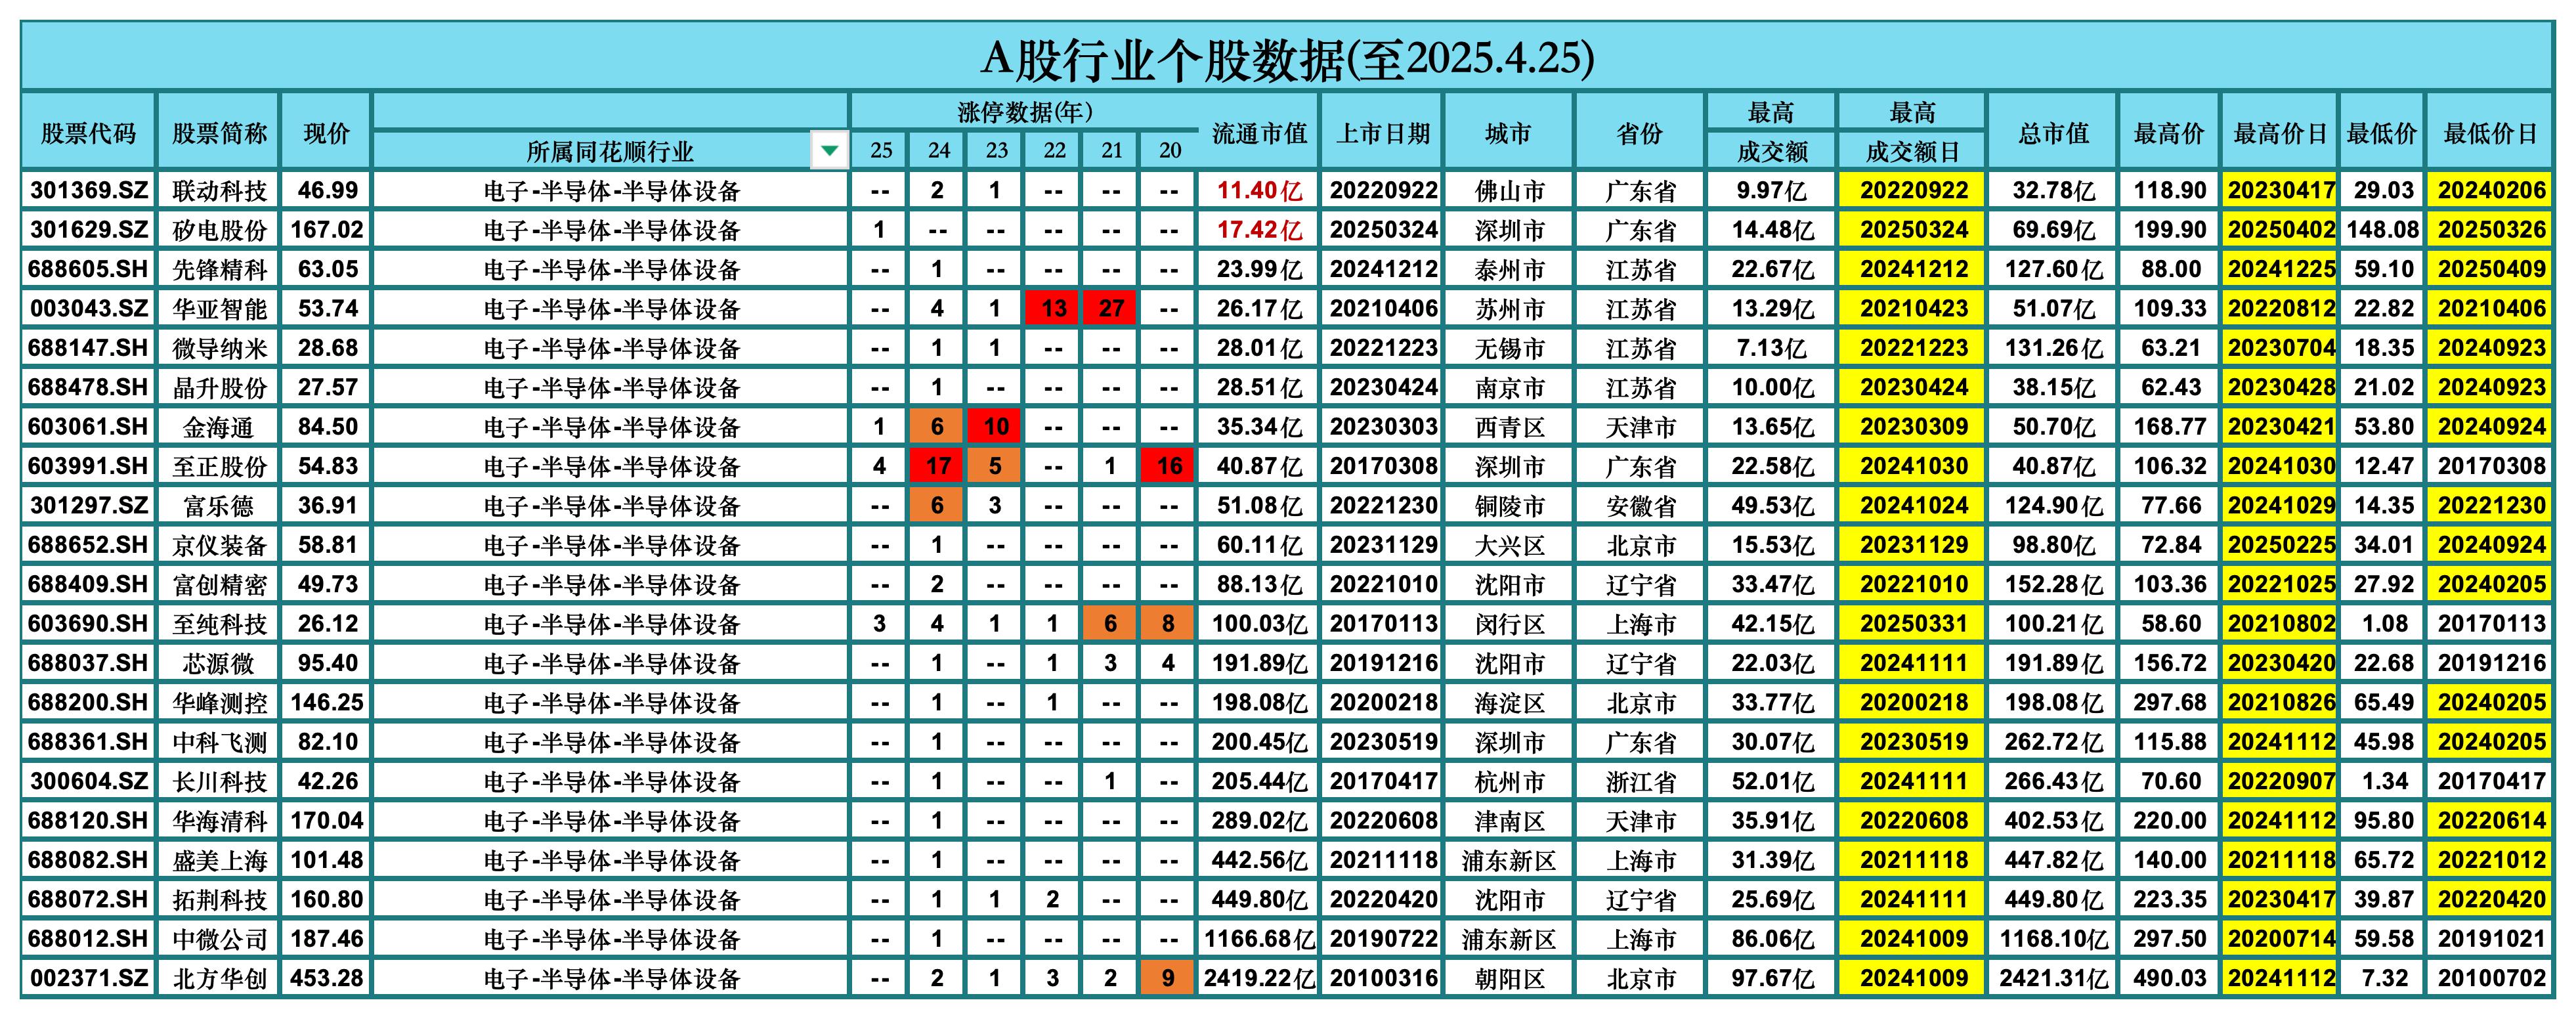 A股行业个股数据(至2025.4.25)
股票代码 股票简称 现价 所属同花顺行业 涨停数据(年) 25 24 23 22 21 20 流通市值 上市日期 城市 省份 最高成交额 最高成交额日 总市值 最高价 最高价日 最低价 最低价日
301369.SZ 联动科技 46.99 电子-半导体-半导体设备 -- 2 1 -- -- -- 11.40亿 20220922 佛山市 广东省 9.97亿 20220922 32.78亿 118.90 20230417 29.03 20240206
301629.SZ 矽电股份 167.02 电子-半导体-半导体设备 1 -- -- -- -- -- 17.42亿 20250324 深圳市 广东省 14.48亿 20250324 69.69亿 199.90 20250402 148.08 20250326
688605.SH 先锋精科 63.05 电子-半导体-半导体设备 -- 1 -- -- -- -- 23.99亿 20241212 泰州市 江苏省 22.67亿 20241212 127.60亿 88.00 20241225 59.10 20250409
003043.SZ 华亚智能 53.74 电子-半导体-半导体设备 -- 4 1 13 27 -- 26.17亿 20210406 苏州市 江苏省 13.29亿 20210423 51.07亿 109.33 20220812 22.82 20210406
688147.SH 微导纳米 28.68 电子-半导体-半导体设备 -- 1 1 -- -- -- 28.01亿 20221223 无锡市 江苏省 7.13亿 20221223 131.26亿 63.21 20230704 18.35 20240923
688478.SH 晶升股份 27.57 电子-半导体-半导体设备 -- 1 -- -- -- -- 28.51亿 20230424 南京市 江苏省 10.00亿 20230424 38.15亿 62.43 20230428 21.02 20240923
603061.SH 金海通 84.50 电子-半导体-半导体设备 1 6 10 -- -- -- 35.34亿 20230303 西青区 天津市 13.65亿 20230309 50.70亿 168.77 20230421 53.80 20240924
603991.SH 至正股份 54.83 电子-半导体-半导体设备 4 17 5 -- 1 16 40.87亿 20170308 深圳市 广东省 22.58亿 20241030 40.87亿 106.32 20241030 12.47 20170308
301297.SZ 富乐德 36.91 电子-半导体-半导体设备 -- 6 3 -- -- -- 51.08亿 20221230 铜陵市 安徽省 49.53亿 20241024 124.90亿 77.66 20241029 14.35 20221230
688652.SH 京仪装备 58.81 电子-半导体-半导体设备 -- 1 -- -- -- -- 60.11亿 20231129 大兴区 北京市 15.53亿 20231129 98.80亿 72.84 20250225 34.01 20240924
688409.SH 富创精密 49.73 电子-半导体-半导体设备 -- 2 -- -- -- -- 88.13亿 20221010 沈阳市 辽宁省 33.47亿 20221010 152.28亿 103.36 20221025 27.92 20240205
603690.SH 至纯科技 26.12 电子-半导体-半导体设备 3 4 1 1 6 8 100.03亿 20170113 闵行区 上海市 42.15亿 20250331 100.21亿 58.60 20210802 1.08 20170113
688037.SH 芯源微 95.40 电子-半导体-半导体设备 -- 1 -- 1 3 4 191.89亿 20191216 沈阳市 辽宁省 22.03亿 20241111 191.89亿 156.72 20230420 22.68 20191216
688200.SH 华峰测控 146.25 电子-半导体-半导体设备 -- 1 -- 1 -- -- 198.08亿 20200218 海淀区 北京市 33.77亿 20200218 198.08亿 297.68 20210826 65.49 20240205
688361.SH 中科飞测 82.10 电子-半导体-半导体设备 -- 1 -- -- -- -- 200.45亿 20230519 深圳市 广东省 30.07亿 20230519 262.72亿 115.88 20241112 45.98 20240205
300604.SZ 长川科技 42.26 电子-半导体-半导体设备 -- 1 -- -- 1 -- 205.44亿 20170417 杭州市 浙江省 52.01亿 20241111 266.43亿 70.60 20220907 1.34 20170417
688120.SH 华海清科 170.04 电子-半导体-半导体设备 -- 1 -- -- -- -- 289.02亿 20220608 津南区 天津市 35.91亿 20220608 402.53亿 220.00 20241112 95.80 20220614
688082.SH 盛美上海 101.48 电子-半导体-半导体设备 -- 1 -- -- -- -- 442.56亿 20211118 浦东新区 上海市 31.39亿 20211118 447.82亿 140.00 20211118 65.72 20221012
688072.SH 拓荆科技 160.80 电子-半导体-半导体设备 -- 1 1 2 -- -- 449.80亿 20220420 沈阳市 辽宁省 25.69亿 20241111 449.80亿 223.35 20230417 39.87 20220420
688012.SH 中微公司 187.46 电子-半导体-半导体设备 -- 1 -- -- -- -- 1166.68亿 20190722 浦东新区 上海市 86.06亿 20241009 1168.10亿 297.50 20200714 59.58 20191021
002371.SZ 北方华创 453.28 电子-半导体-半导体设备 -- 2 1 3 2 9 2419.22亿 20100316 朝阳区 北京市 97.67亿 20241009 2421.31亿 490.03 20241112 7.32 20100702